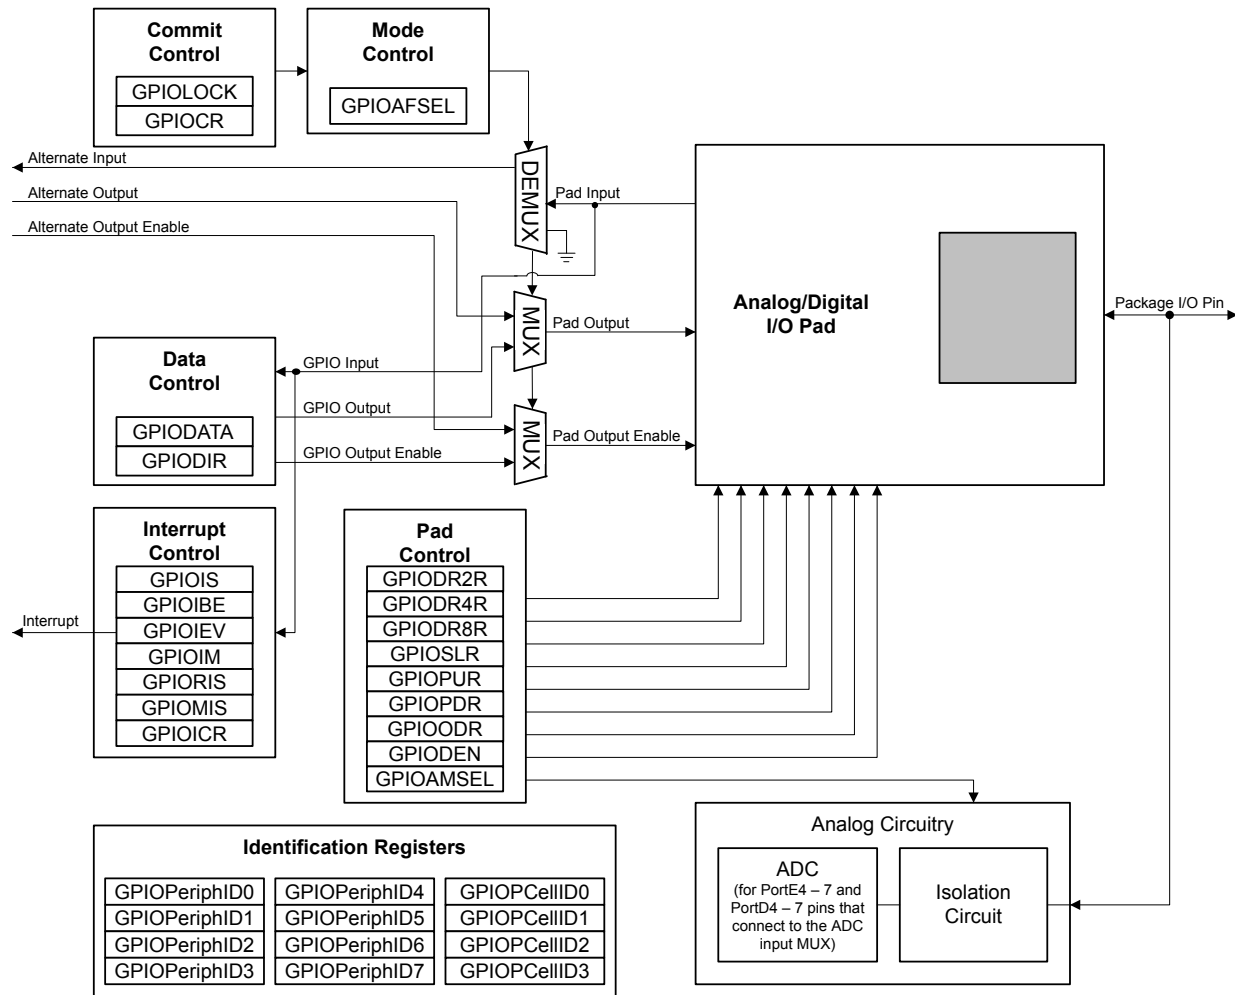 Commit
Control
GPIOLOCK
GPIOCR
Mode
Control
GPIOAFSEL
Alternate Input
Alternate Output
Alternate Output Enable
DEMUX
Pad Input
MUX
Pad Output
MUX
Pad Output Enable
Analog/Digital
I/O Pad
Package I/O Pin
Data
Control
GPIODATA
GPIODIR
GPIO Input
GPIO Output
GPIO Output Enable
Interrupt
Control
GPIOIS
GPIOIBE
GPIOIEV
GPIOIM
GPIORIS
GPIOMIS
GPIOICR
Interrupt
Pad
Control
GPIODR2R
GPIODR4R
GPIODR8R
GPIOSLR
GPIOPUR
GPIOPDR
GPIOODR
GPIODEN
GPIOAMSEL
Analog Circuitry
ADC
(for PortE4 – 7 and
PortD4 – 7 pins that
connect to the ADC
input MUX)
Isolation
Circuit
Identification Registers
GPIOPeriphID0
GPIOPeriphID1
GPIOPeriphID2
GPIOPeriphID3
GPIOPeriphID4
GPIOPeriphID5
GPIOPeriphID6
GPIOPeriphID7
GPIOPCellID0
GPIOPCellID1
GPIOPCellID2
GPIOPCellID3